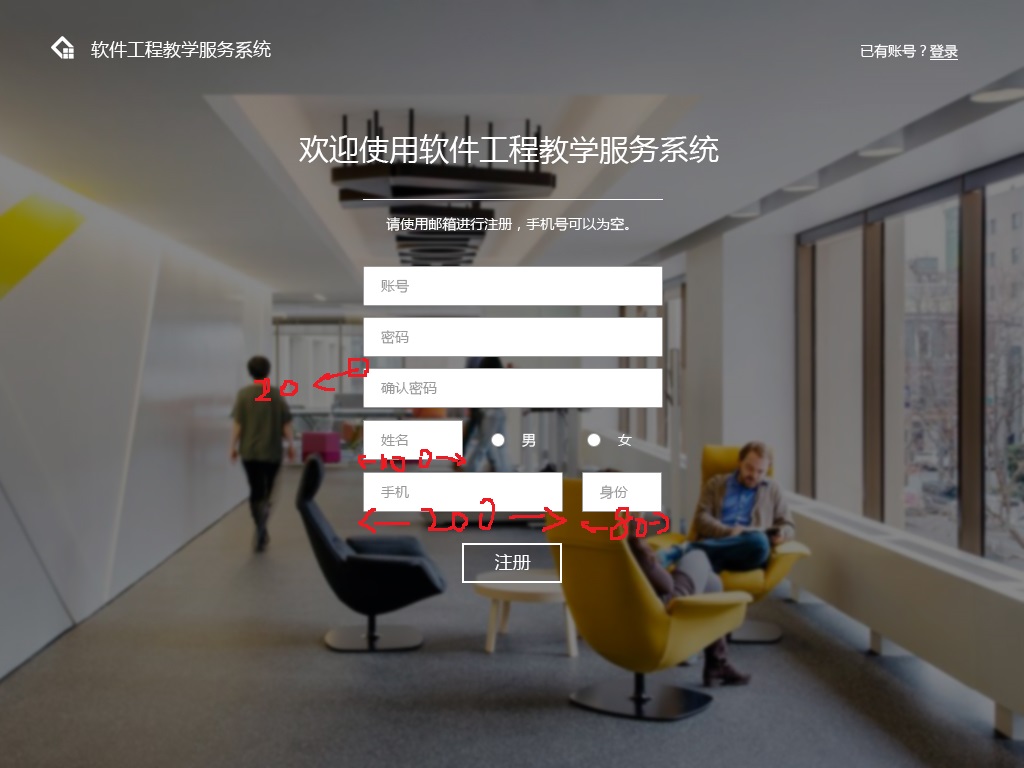 软件工程教学服务系统
已有账号？登录
欢迎使用软件工程教学服务系统
请使用邮箱进行注册，手机号可以为空。
账号
密码
20
确认密码
姓名 男 女
100
手机 身份
200 80
注册